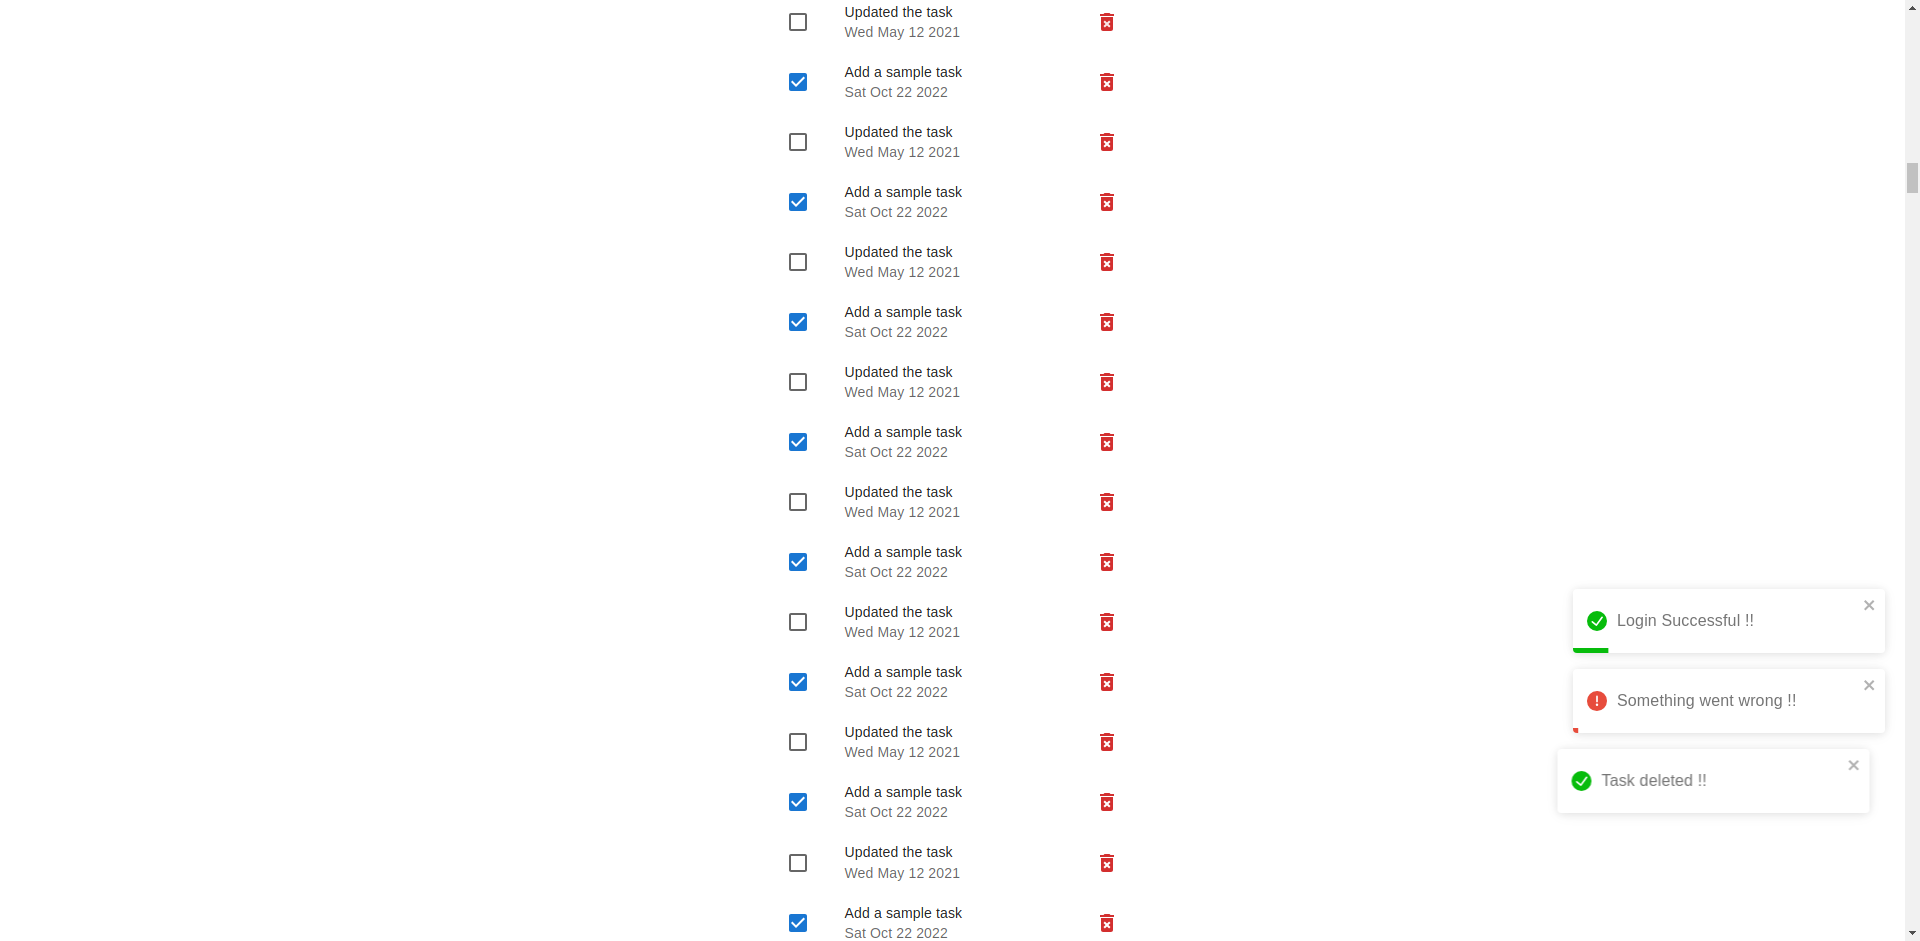 Updated the task
Wed May 12 2021
Add a sample task
Sat Oct 22 2022
Updated the task
Wed May 12 2021
Add a sample task
Sat Oct 22 2022
Updated the task
Wed May 12 2021
Add a sample task
Sat Oct 22 2022
Updated the task
Wed May 12 2021
Add a sample task
Sat Oct 22 2022
Updated the task
Wed May 12 2021
Add a sample task
Sat Oct 22 2022
Updated the task
Wed May 12 2021
Add a sample task
Sat Oct 22 2022
Updated the task
Wed May 12 2021
Add a sample task
Sat Oct 22 2022
Updated the task
Wed May 12 2021
Add a sample task
Sat Oct 22 2022
Login Successful !!
Something went wrong !!
Task deleted !!